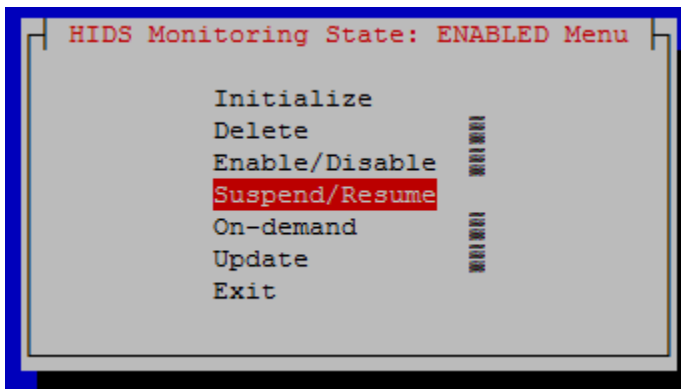 HIDS Monitoring State: ENABLED Menu
Initialize
Delete
Enable/Disable
Suspend/Resume
On-demand
Update
Exit